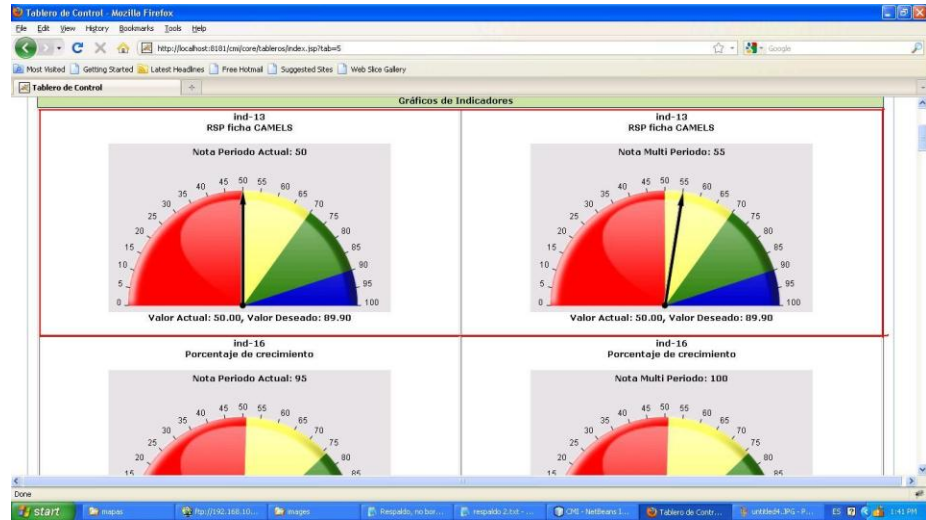 Tablero de Control - Mozilla Firefox
File Edit View History Bookmarks Tools Help
http://localhost:8181/cmi/core/tableros/index.jsp?tab=5
Google
Most Visited Getting Started Latest Headlines Free Hotmail Suggested Sites Web Slice Gallery
Tablero de Control
Gráficos de Indicadores
ind-13
RSP ficha CAMELS
Nota Periodo Actual: 50
0 5 10 15 20 25 30 35 40 45 50 55 60 65 70 75 80 85 90 95 100
Valor Actual: 50.00, Valor Deseado: 89.90
ind-13
RSP ficha CAMELS
Nota Multi Periodo: 55
0 5 10 15 20 25 30 35 40 45 50 55 60 65 70 75 80 85 90 95 100
Valor Actual: 50.00, Valor Deseado: 89.90
ind-16
Porcentaje de crecimiento
Nota Periodo Actual: 95
15 20 25 30 35 40 45 50 55 60 65 70 75 80 85
ind-16
Porcentaje de crecimiento
Nota Multi Periodo: 100
15 20 25 30 35 40 45 50 55 60 65 70 75 80 85
Done
start mapas ftp://192.168.10... images Respaldo, no bor... respaldo 2.txt - ... CMI - NetBeans I... Tablero de Contr... untitled4.JPG - P... ES 1:41 PM